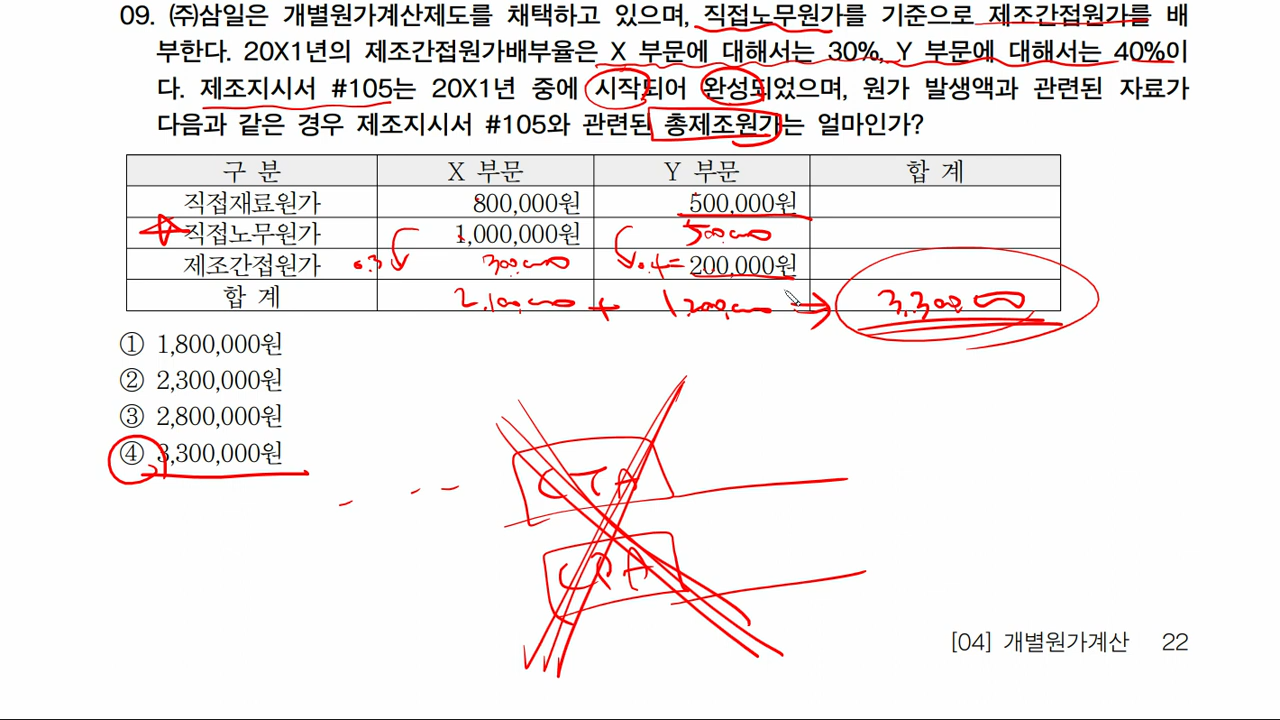 09. ㈜삼일은 개별원가계산제도를 채택하고 있으며, 직접노무원가를 기준으로 제조간접원가를 배
부한다. 20X1년의 제조간접원가배부율은 X 부문에 대해서는 30%, Y 부문에 대해서는 40%이
다. 제조지시서 #105는 20X1년 중에 시작되어 완성되었으며, 원가 발생액과 관련된 자료가
다음과 같은 경우 제조지시서 #105와 관련된 총제조원가는 얼마인가?
구 분 X 부문 Y 부문 합 계
직접재료원가 800,000원 500,000원
직접노무원가 1,000,000원 500,000
제조간접원가 0.3 300,000 0.4= 200,000원
합 계 2,100,000 + 1,200,000 → 3,300,000
① 1,800,000원
② 2,300,000원
③ 2,800,000원
④ 3,300,000원
CTA
[04] 개별원가계산 22